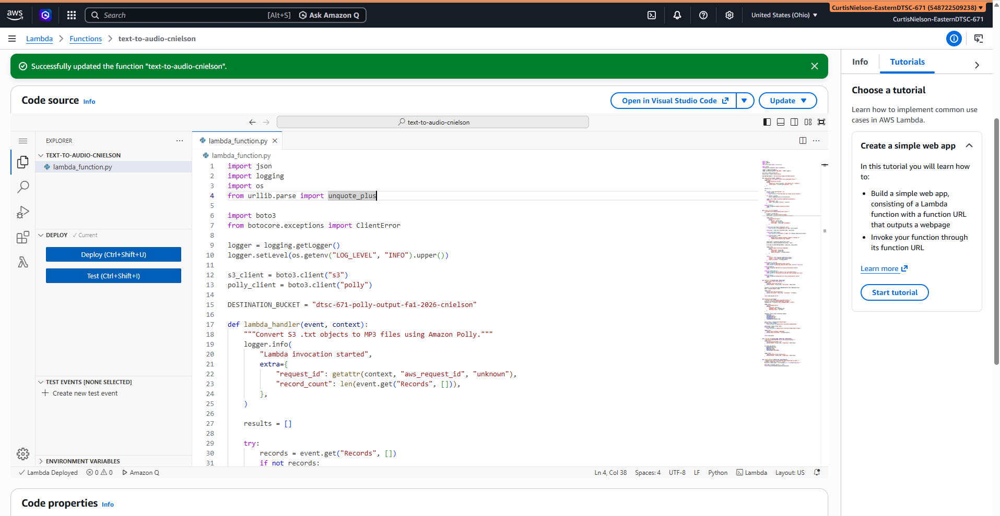 aws
Search [Alt+S] Ask Amazon Q
United States (Ohio) ▼
CurtisNielson-EasternDTSC-671 (548722509238) ▼
CurtisNielson-EasternDTSC-671
Lambda > Functions > text-to-audio-cnielson
Successfully updated the function "text-to-audio-cnielson".
Code source Info
Open in Visual Studio Code
Update ▼
text-to-audio-cnielson
EXPLORER
TEXT-TO-AUDIO-CNIELSON
lambda_function.py
DEPLOY ✓ Current
Deploy (Ctrl+Shift+U)
Test (Ctrl+Shift+I)
TEST EVENTS [NONE SELECTED]
+ Create new test event
ENVIRONMENT VARIABLES
lambda_function.py
lambda_function.py
1 import json
2 import logging
3 import os
4 from urllib.parse import unquote_plus
5
6 import boto3
7 from botocore.exceptions import ClientError
8
9 logger = logging.getLogger()
10 logger.setLevel(os.getenv("LOG_LEVEL", "INFO").upper())
11
12 s3_client = boto3.client("s3")
13 polly_client = boto3.client("polly")
14
15 DESTINATION_BUCKET = "dtsc-671-polly-output-fa1-2026-cnielson"
16
17 def lambda_handler(event, context):
18 """Convert S3 .txt objects to MP3 files using Amazon Polly."""
19 logger.info(
20 "Lambda invocation started",
21 extra={
22 "request_id": getattr(context, "aws_request_id", "unknown"),
23 "record_count": len(event.get("Records", [])),
24 },
25 )
26
27 results = []
28
29 try:
30 records = event.get("Records", [])
31 if not records:
Lambda Deployed 0 0 Amazon Q
Ln 4, Col 38 Spaces: 4 UTF-8 LF Python Lambda Layout: US
Code properties Info
Info Tutorials
Choose a tutorial
Learn how to implement common use
cases in AWS Lambda.
Create a simple web app
In this tutorial you will learn how
to:
• Build a simple web app,
consisting of a Lambda
function with a function URL
that outputs a webpage
• Invoke your function through
its function URL
Learn more
Start tutorial